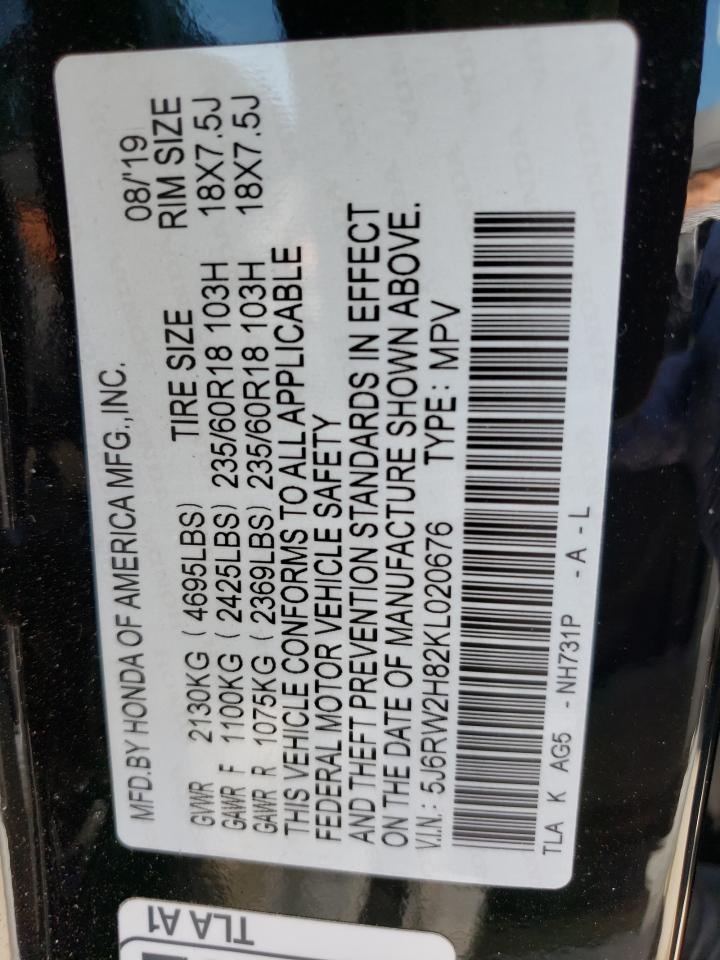 MFD.BY HONDA OF AMERICA MFG.,INC. 08/'19
GVWR 2130KG ( 4695LBS) TIRE SIZE RIM SIZE
GAWR F 1100KG ( 2425LBS) 235/60R18 103H 18X7.5J
GAWR R 1075KG ( 2369LBS) 235/60R18 103H 18X7.5J
THIS VEHICLE CONFORMS TO ALL APPLICABLE
FEDERAL MOTOR VEHICLE SAFETY
AND THEFT PREVENTION STANDARDS IN EFFECT
ON THE DATE OF MANUFACTURE SHOWN ABOVE.
V.I.N.: 5J6RW2H82KL020676 TYPE: MPV
TLA K AG5 -NH731P -A-L
TLA A1